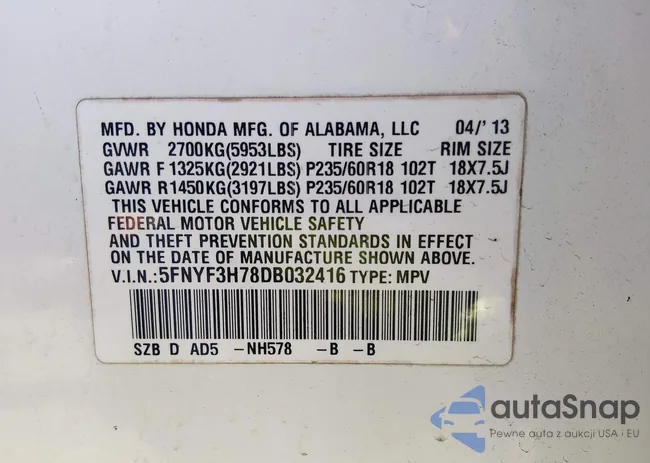 MFD. BY HONDA MFG. OF ALABAMA, LLC 04/'13
GVWR 2700KG(5953LBS) TIRE SIZE RIM SIZE
GAWR F 1325KG(2921LBS) P235/60R18 102T 18X7.5J
GAWR R1450KG(3197LBS) P235/60R18 102T 18X7.5J
THIS VEHICLE CONFORMS TO ALL APPLICABLE
FEDERAL MOTOR VEHICLE SAFETY
AND THEFT PREVENTION STANDARDS IN EFFECT
ON THE DATE OF MANUFACTURE SHOWN ABOVE.
V.I.N.:5FNYF3H78DB032416 TYPE: MPV
SZB D AD5 -NH578 -B -B
autaSnap
Pewne auta z aukcji USA i EU